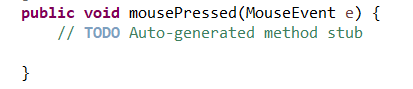 public void mousePressed(MouseEvent e) {
    // TODO Auto-generated method stub
}